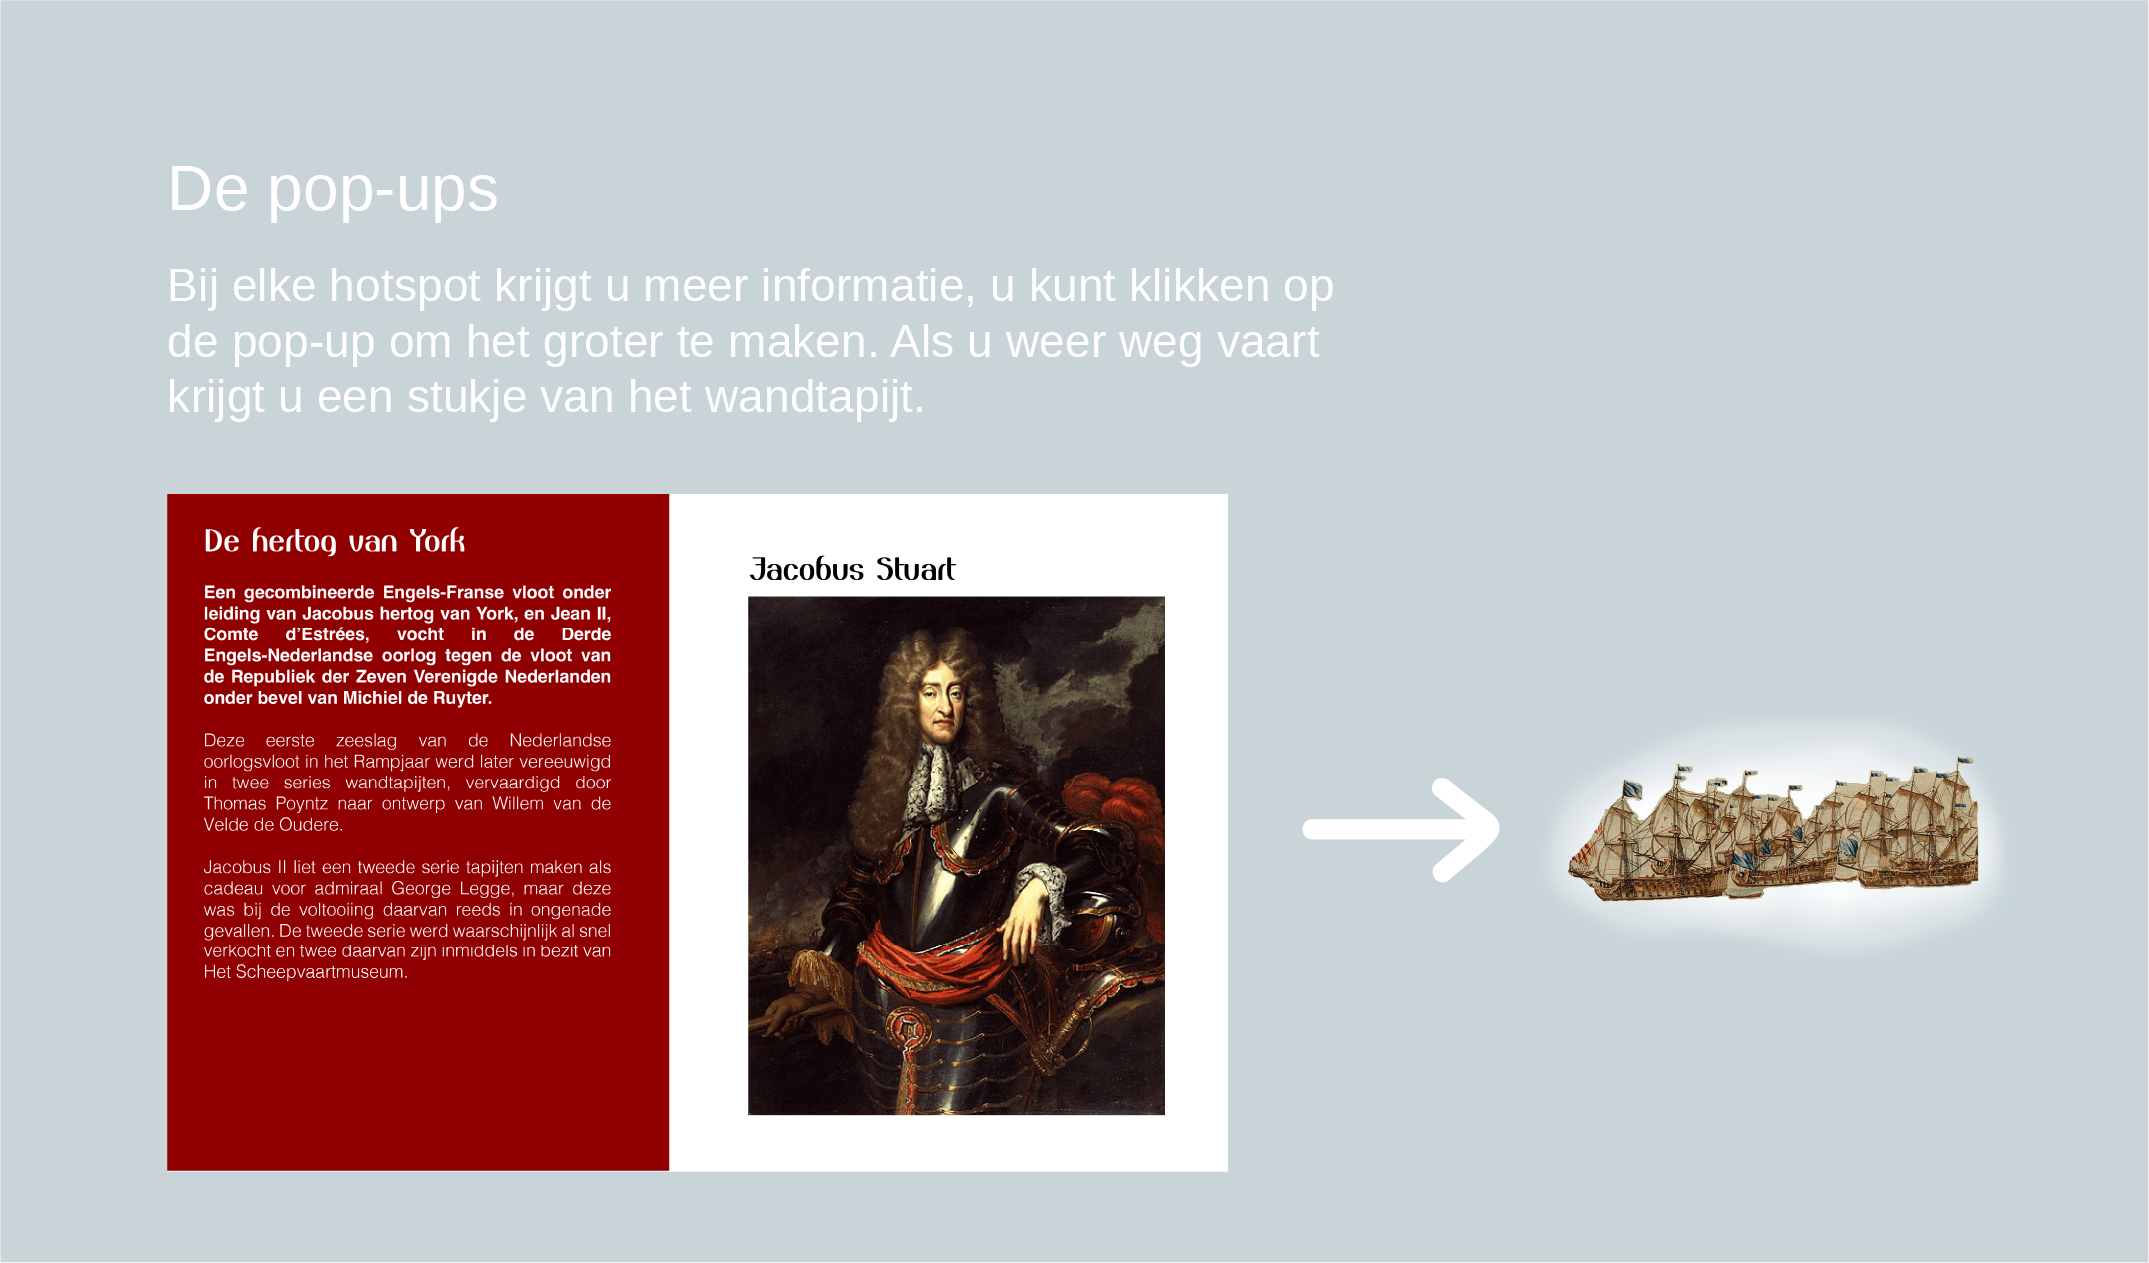 De pop-ups
Bij elke hotspot krijgt u meer informatie, u kunt klikken op
de pop-up om het groter te maken. Als u weer weg vaart
krijgt u een stukje van het wandtapijt.
De hertog van York
Een gecombineerde Engels-Franse vloot onder
leiding van Jacobus hertog van York, en Jean II,
Comte d’Estrées, vocht in de Derde
Engels-Nederlandse oorlog tegen de vloot van
de Republiek der Zeven Verenigde Nederlanden
onder bevel van Michiel de Ruyter.
Deze eerste zeeslag van de Nederlandse
oorlogsvloot in het Rampjaar werd later vereeuwigd
in twee series wandtapijten, vervaardigd door
Thomas Poyntz naar ontwerp van Willem van de
Velde de Oudere.
Jacobus II liet een tweede serie tapijten maken als
cadeau voor admiraal George Legge, maar deze
was bij de voltooiing daarvan reeds in ongenade
gevallen. De tweede serie werd waarschijnlijk al snel
verkocht en twee daarvan zijn inmiddels in bezit van
Het Scheepvaartmuseum.
Jacobus Stuart